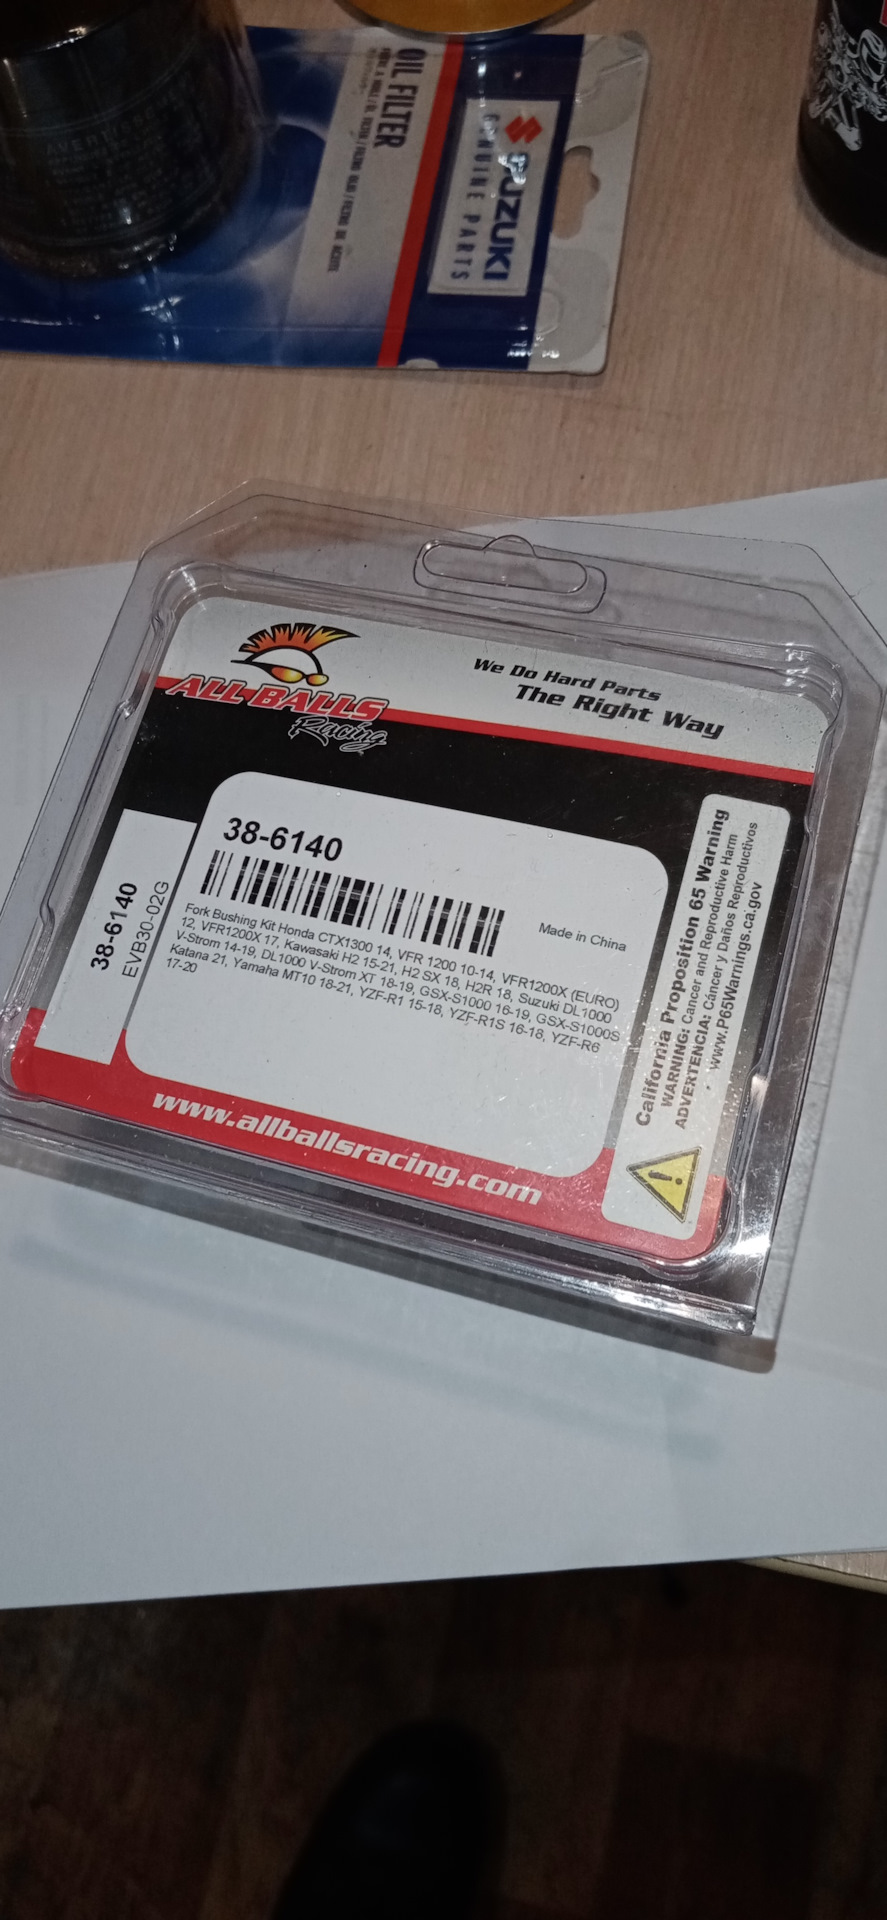 OIL FILTER
SUZUKI
GENUINE PARTS
ALL BALLS
Racing
We Do Hard Parts
The Right Way
38-6140
Made in China
Fork Bushing Kit Honda CTX1300 14, VFR 1200 10-14, VFR1200X (EURO)
12, VFR1200X 17, Kawasaki H2 15-21, H2 SX 18, H2R 18, Suzuki DL1000
V-Strom 14-19, DL1000 V-Strom XT 18-19, GSX-S1000 16-19, GSX-S1000S
Katana 21, Yamaha MT10 18-21, YZF-R1 15-18, YZF-R1S 16-18, YZF-R6
17-20
38-6140
EVB30-02G
California Proposition 65 Warning
WARNING: Cancer and Reproductive Harm
ADVERTENCIA: Cáncer y Daños Reproductivos
www.P65Warnings.ca.gov
www.allballsracing.com